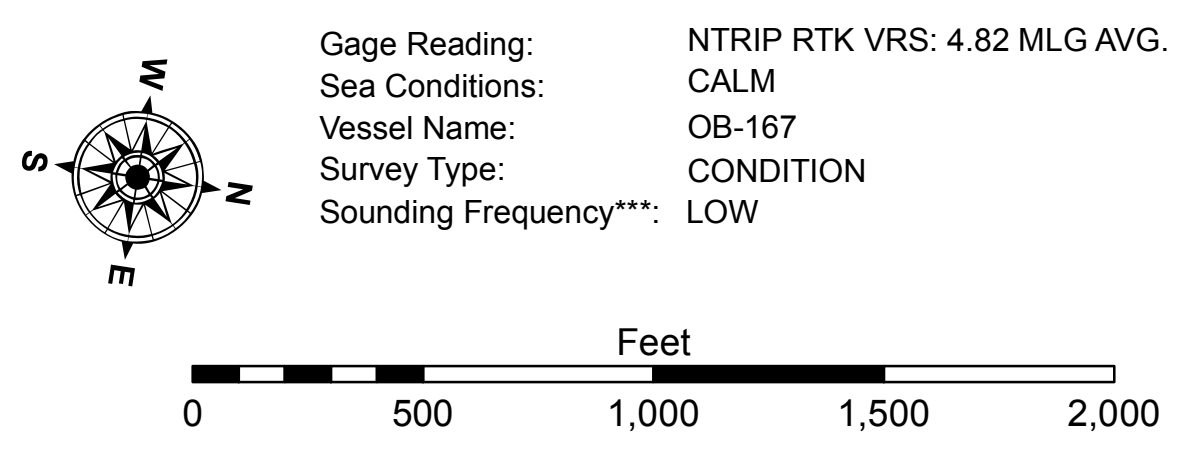 W
S
N
E
Gage Reading: NTRIP RTK VRS: 4.82 MLG AVG.
Sea Conditions: CALM
Vessel Name: OB-167
Survey Type: CONDITION
Sounding Frequency***: LOW
Feet
0 500 1,000 1,500 2,000